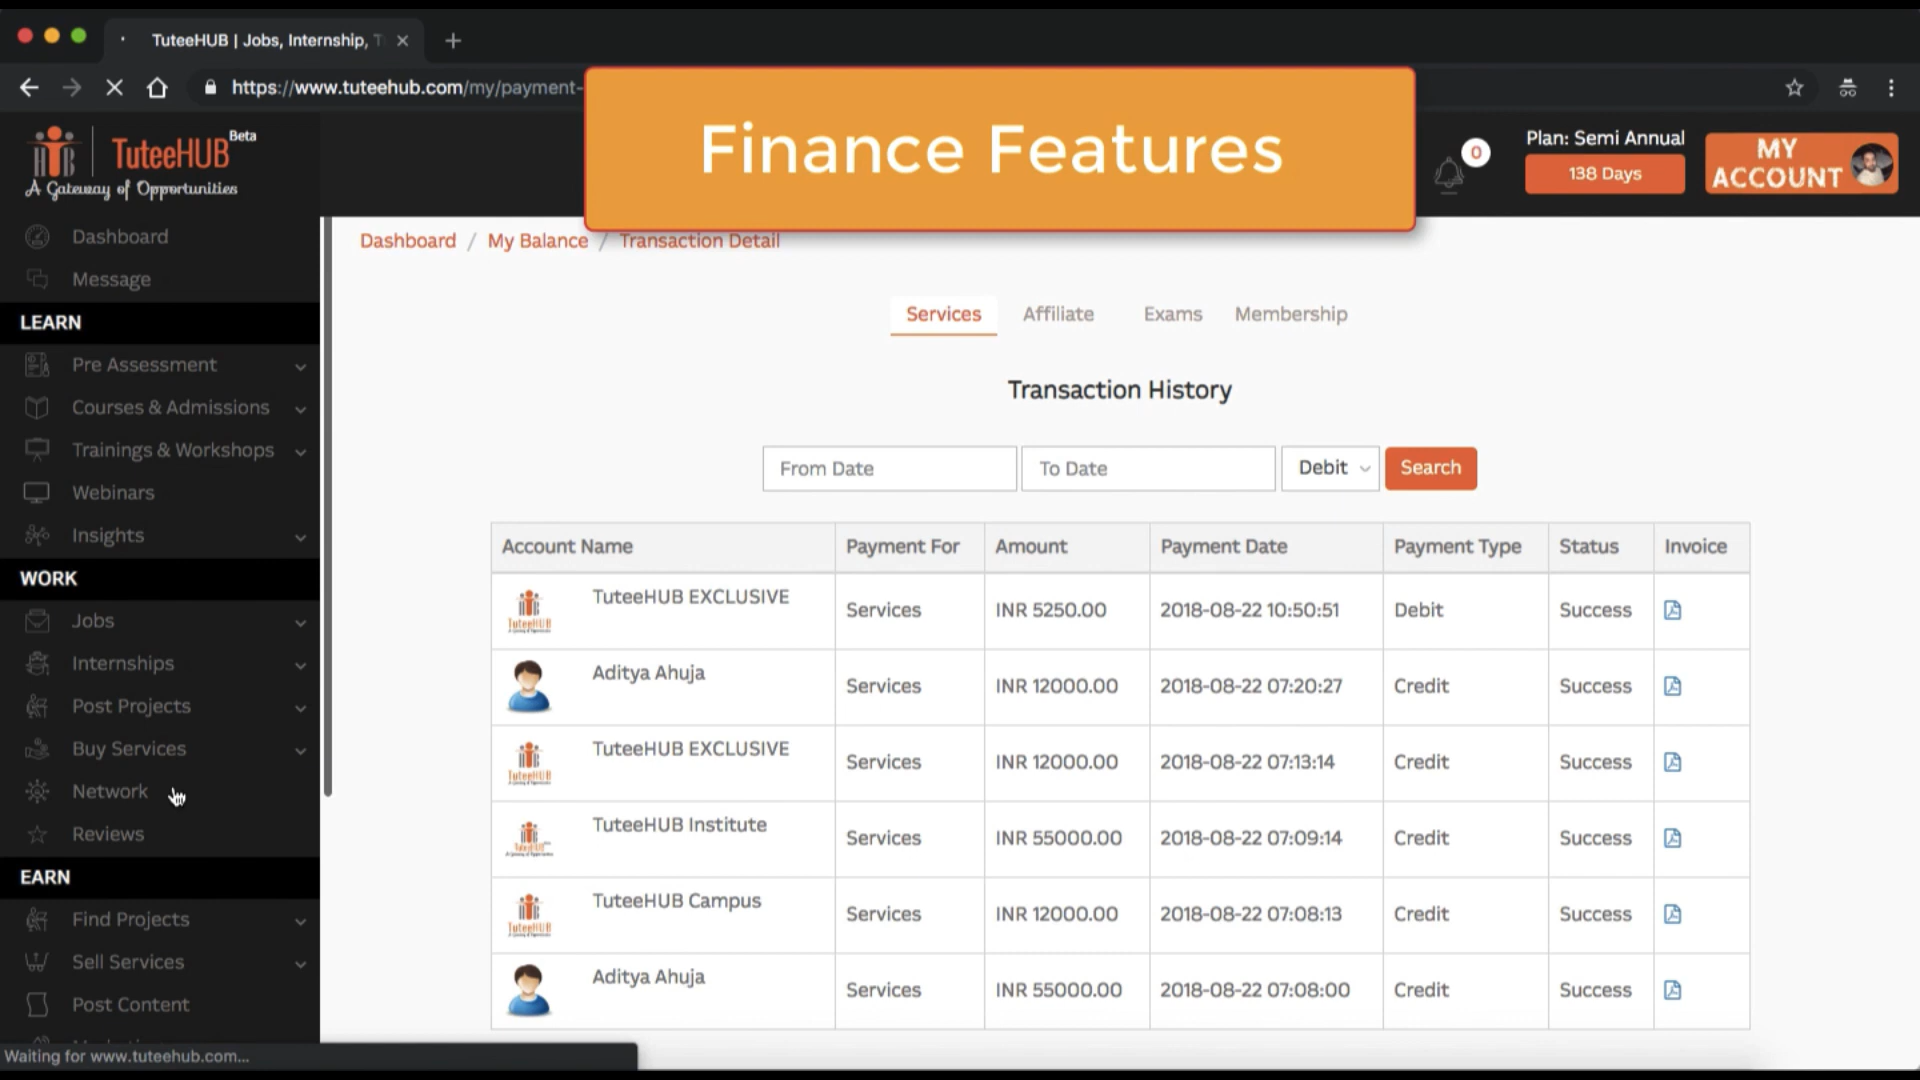 TuteeHUB | Jobs, Internship, T
https://www.tuteehub.com/my/payment-
Finance Features
TuteeHUB Beta
A Gateway of Opportunities
0
Plan: Semi Annual
138 Days
MY
ACCOUNT
Dashboard
Message
LEARN
Pre Assessment
Courses & Admissions
Trainings & Workshops
Webinars
Insights
WORK
Jobs
Internships
Post Projects
Buy Services
Network
Reviews
EARN
Find Projects
Sell Services
Post Content
Waiting for www.tuteehub.com...
Dashboard / My Balance / Transaction Detail
Services Affiliate Exams Membership
Transaction History
From Date To Date Debit Search
Account Name Payment For Amount Payment Date Payment Type Status Invoice
TuteeHUB EXCLUSIVE Services INR 5250.00 2018-08-22 10:50:51 Debit Success
Aditya Ahuja Services INR 12000.00 2018-08-22 07:20:27 Credit Success
TuteeHUB EXCLUSIVE Services INR 12000.00 2018-08-22 07:13:14 Credit Success
TuteeHUB Institute Services INR 55000.00 2018-08-22 07:09:14 Credit Success
TuteeHUB Campus Services INR 12000.00 2018-08-22 07:08:13 Credit Success
Aditya Ahuja Services INR 55000.00 2018-08-22 07:08:00 Credit Success